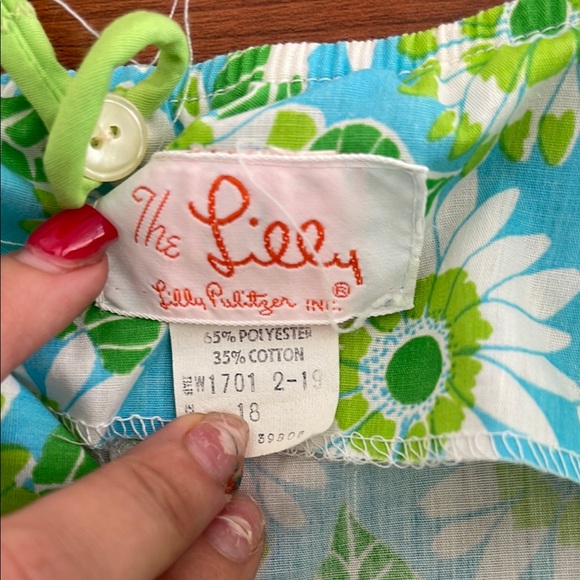 The Lilly
Lilly Pulitzer INC.®
65% POLYESTER
35% COTTON
W1701 2-19
18